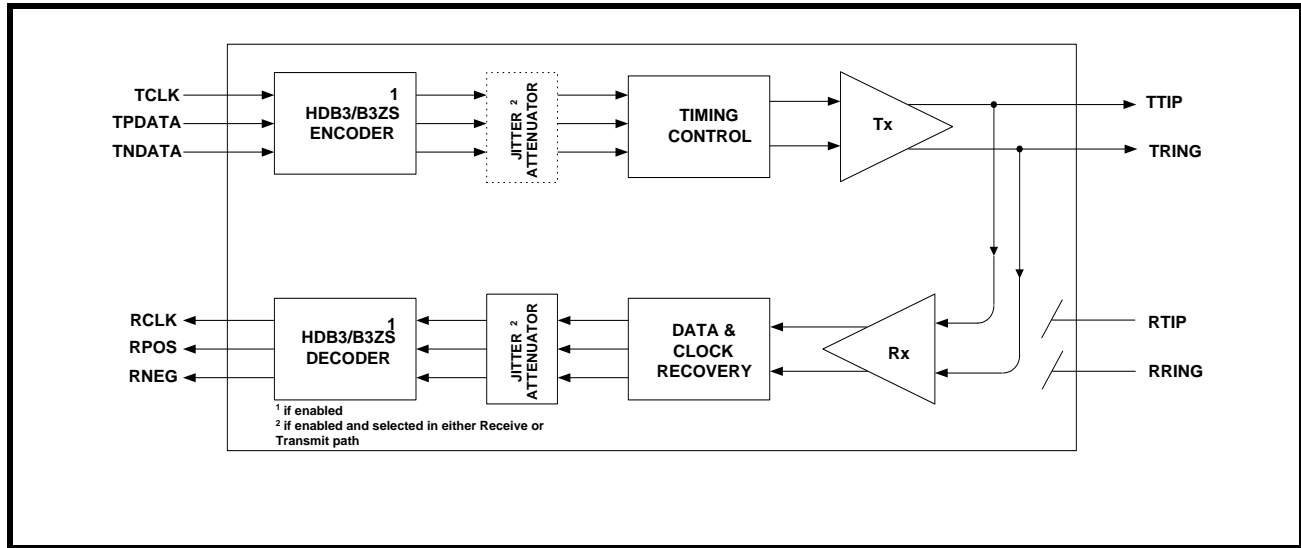 TCLK
TPDATA
TNDATA
1
HDB3/B3ZS
ENCODER
JITTER 2
ATTENUATOR
TIMING
CONTROL
Tx
TTIP
TRING
RCLK
RPOS
RNEG
1
HDB3/B3ZS
DECODER
JITTER 2
ATTENUATOR
DATA &
CLOCK
RECOVERY
Rx
RTIP
RRING
1 if enabled
2 if enabled and selected in either Receive or
Transmit path